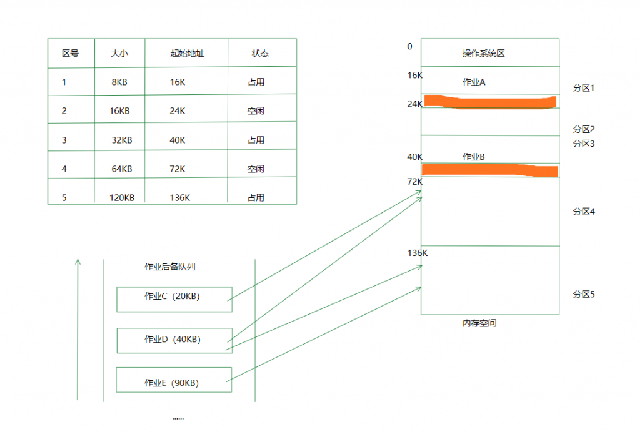 区号 大小 起始地址 状态
1 8KB 16K 占用
2 16KB 24K 空闲
3 32KB 40K 占用
4 64KB 72K 空闲
5 120KB 136K 占用
0
操作系统区
16K
作业A
分区1
24K
分区2
分区3
40K
作业B
72K
分区4
136K
分区5
内存空间
作业后备队列
作业C（20KB）
作业D（40KB）
作业E（90KB）